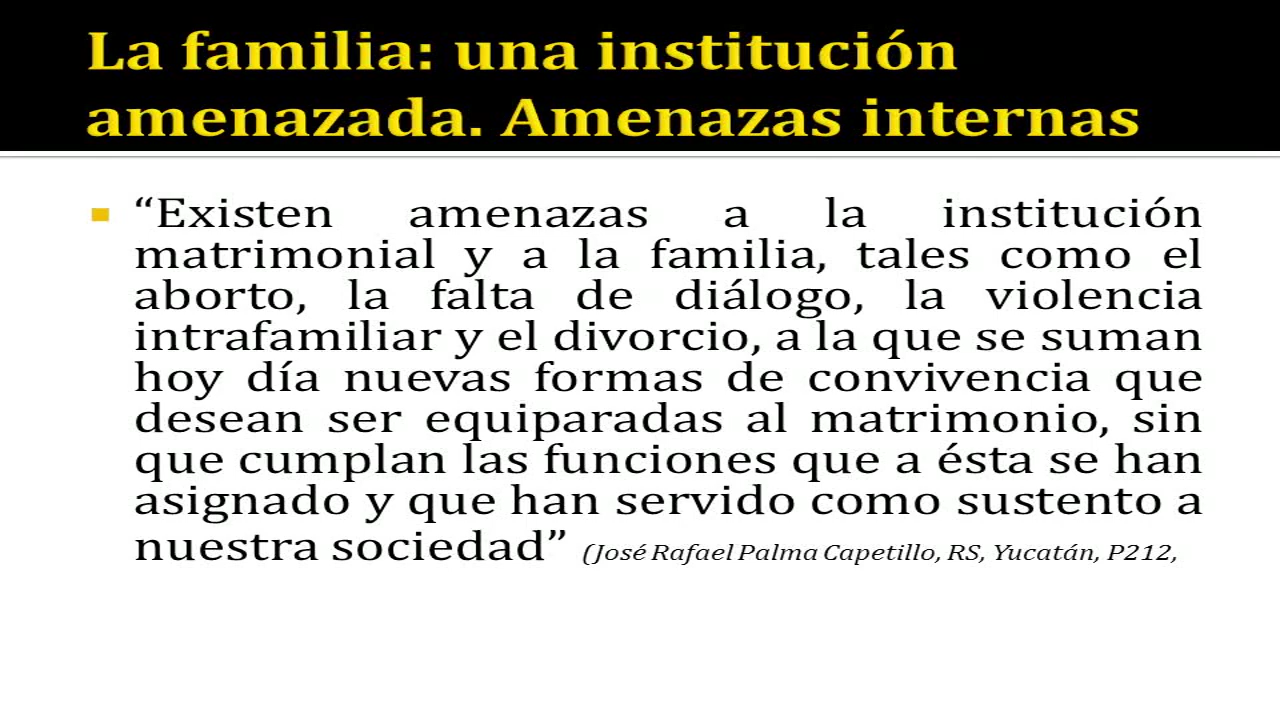 La familia: una institución
amenazada. Amenazas internas
“Existen amenazas a la institución
matrimonial y a la familia, tales como el
aborto, la falta de diálogo, la violencia
intrafamiliar y el divorcio, a la que se suman
hoy día nuevas formas de convivencia que
desean ser equiparadas al matrimonio, sin
que cumplan las funciones que a ésta se han
asignado y que han servido como sustento a
nuestra sociedad” (José Rafael Palma Capetillo, RS, Yucatán, P212,